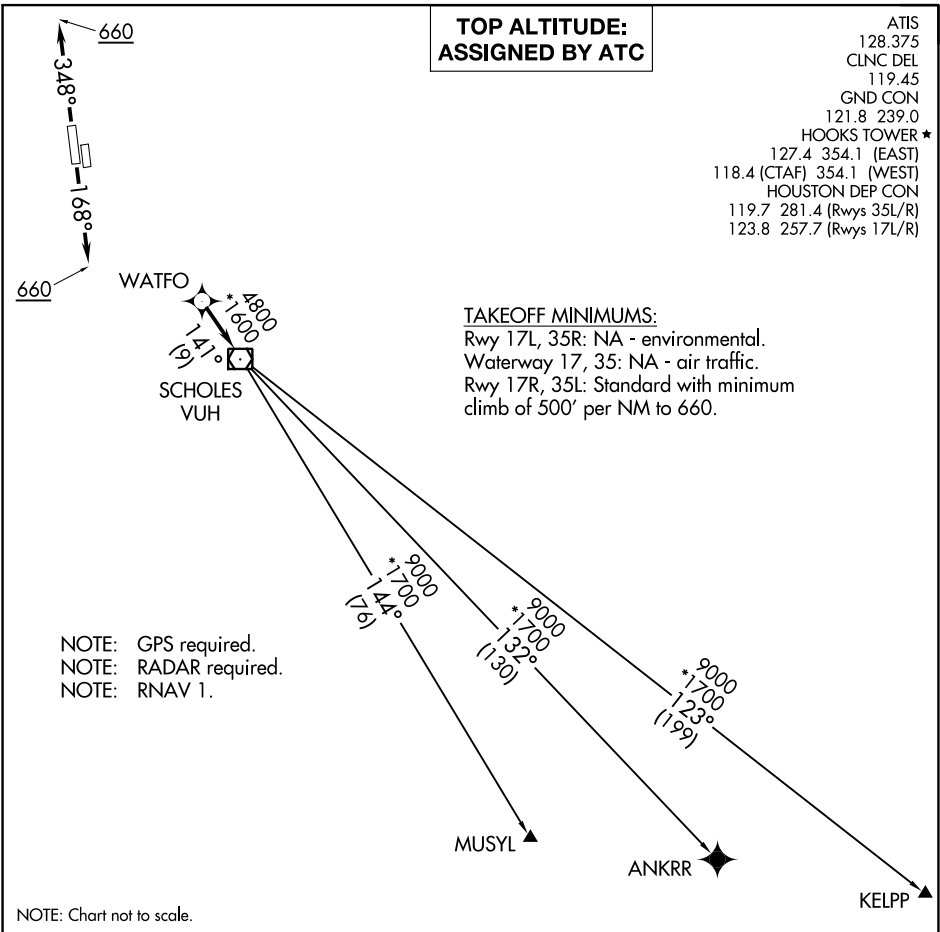 TOP ALTITUDE:
ASSIGNED BY ATC
ATIS
128.375
CLNC DEL
119.45
GND CON
121.8 239.0
HOOKS TOWER ★
127.4 354.1 (EAST)
118.4 (CTAF) 354.1 (WEST)
HOUSTON DEP CON
119.7 281.4 (Rwys 35L/R)
123.8 257.7 (Rwys 17L/R)
660
348°
168°
660
WATFO
4800
*1600
141°
(9)
SCHOLES
VUH
TAKEOFF MINIMUMS:
Rwy 17L, 35R: NA - environmental.
Waterway 17, 35: NA - air traffic.
Rwy 17R, 35L: Standard with minimum
climb of 500' per NM to 660.
9000
*1700
144°
(76)
9000
*1700
132°
(130)
9000
*1700
123°
(199)
NOTE: GPS required.
NOTE: RADAR required.
NOTE: RNAV 1.
MUSYL
ANKRR
KELPP
NOTE: Chart not to scale.